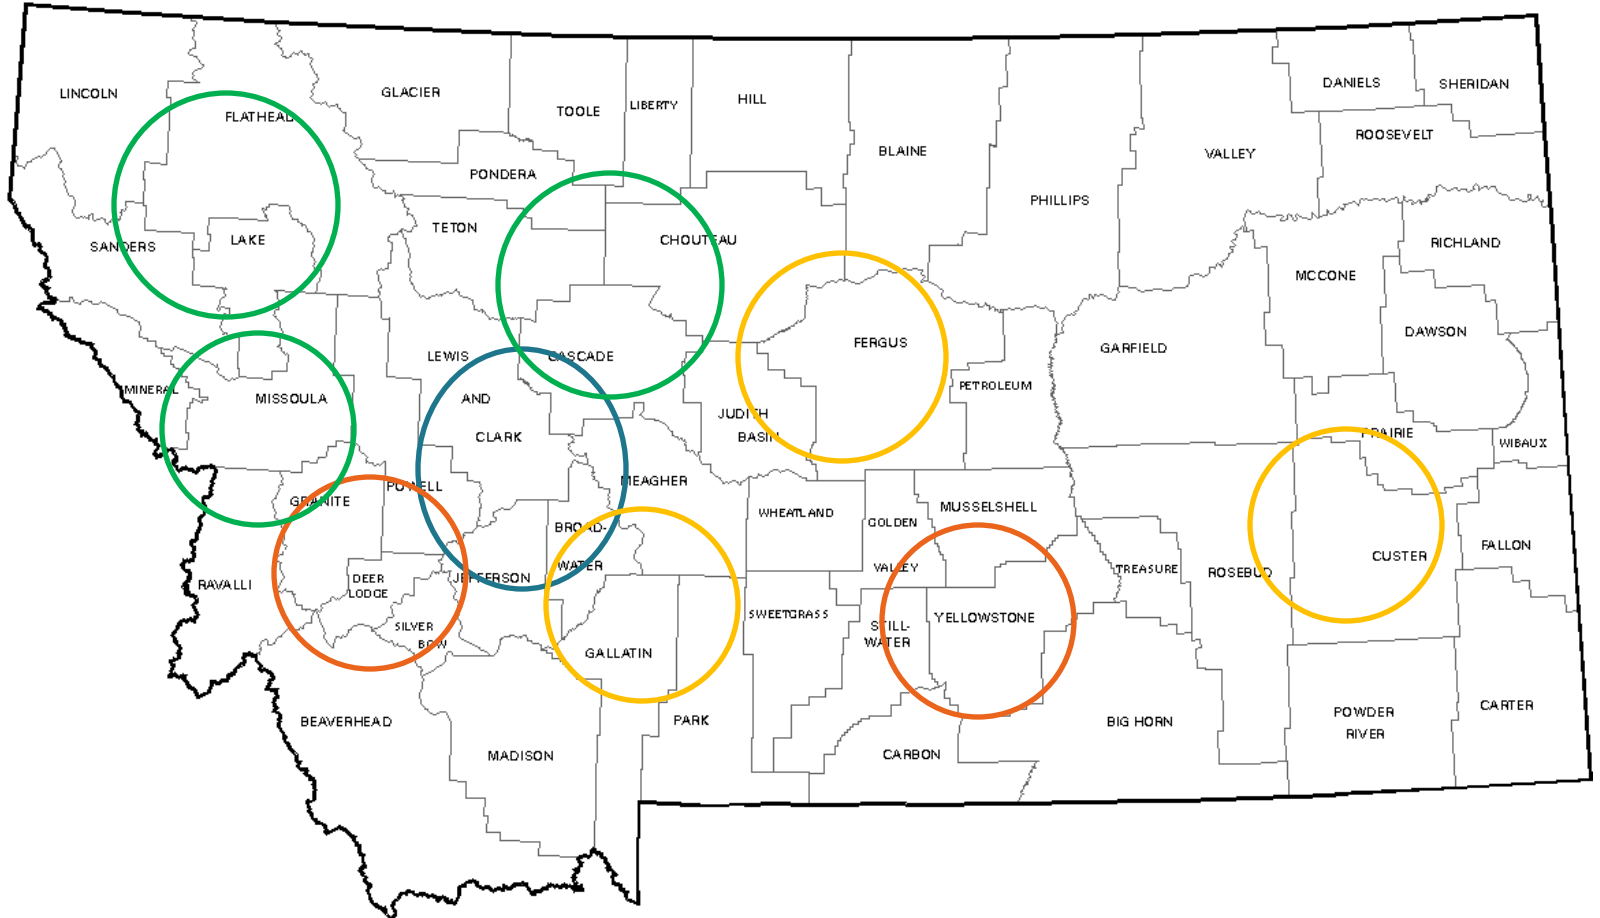 LINCOLN
FLATHEAD
GLACIER
TOOLE
LIBERTY
HILL
BLAINE
DANIELS
SHERIDAN
ROOSEVELT
VALLEY
PHILLIPS
PONDERA
TETON
CHOUTEAU
SANDERS
LAKE
RICHLAND
MCCONE
DAWSON
GARFIELD
FERGUS
PETROLEUM
LEWIS
AND
CLARK
CASCADE
MINERAL
MISSOULA
JUDITH
BASIN
PRAIRIE
WIBAUX
POWELL
GRANITE
MEAGHER
WHEATLAND
GOLDEN
VALLEY
MUSSELSHELL
BROAD-
WATER
JEFFERSON
DEER
LODGE
RAVALLI
SILVER
BOW
TREASURE
ROSEBUD
CUSTER
FALLON
SWEETGRASS
STILL-
WATER
YELLOWSTONE
GALLATIN
PARK
BEAVERHEAD
MADISON
CARBON
BIG HORN
POWDER
RIVER
CARTER